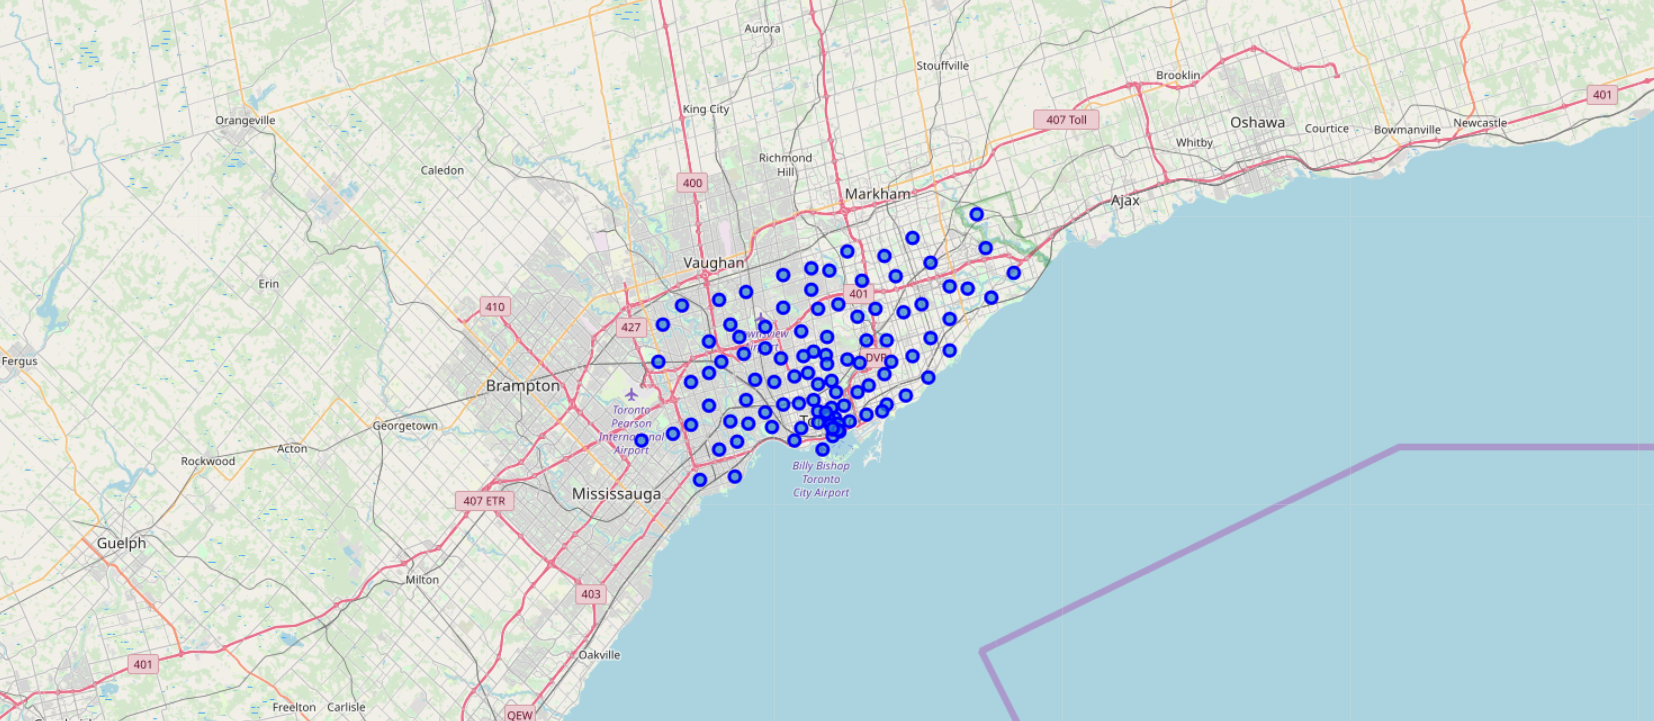 Aurora
Stouffville
Brooklin
401
King City
407 Toll
Orangeville
Oshawa
Courtice
Bowmanville
Newcastle
Whitby
Richmond
Hill
Caledon
400
Markham
Ajax
Vaughan
Erin
401
410
427
Fergus
DVP
Brampton
Toronto
Pearson
International
Airport
Georgetown
Acton
Rockwood
Billy Bishop
Toronto
City Airport
407 ETR
Mississauga
Guelph
Milton
403
Oakville
401
Freelton
Carlisle
QEW